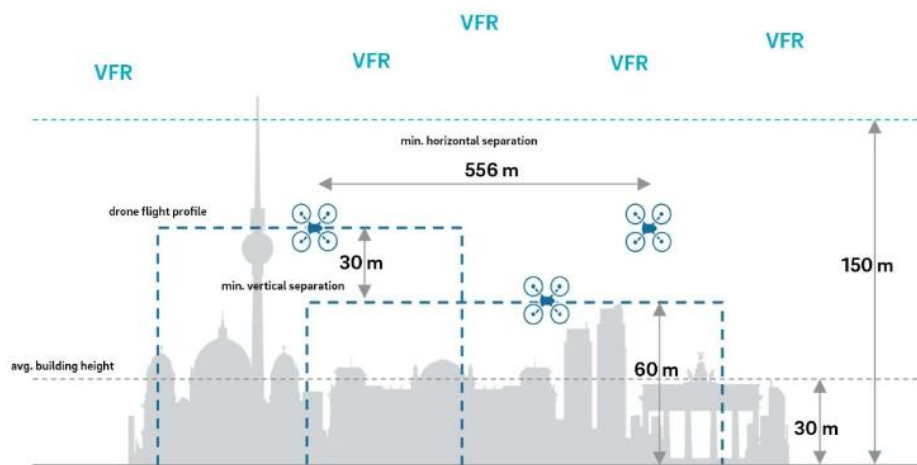 VFR
VFR
VFR
VFR
VFR
min. horizontal separation
556 m
drone flight profile
30 m
150 m
min. vertical separation
avg. building height
60 m
30 m